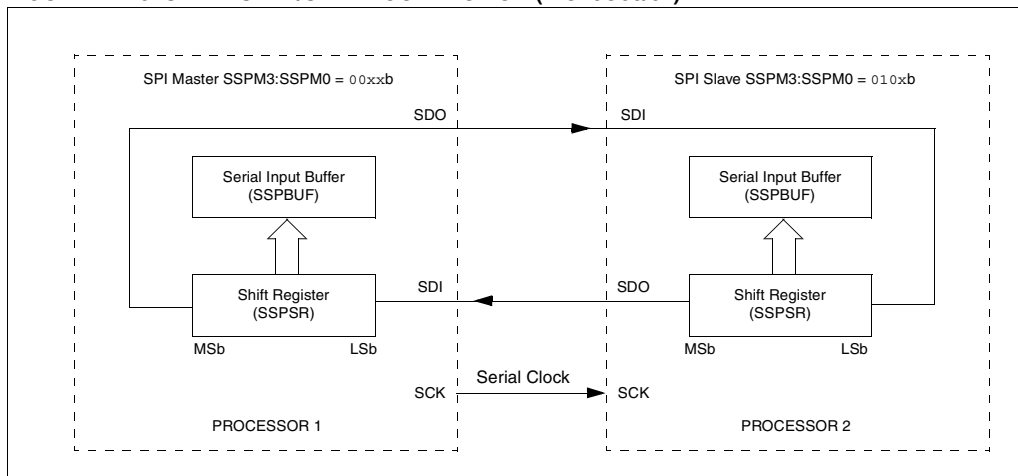 SPI Master SSPM3:SSPM0 = 00xxb
SDO
Serial Input Buffer
(SSPBUF)
Shift Register
(SSPSR)
MSb
LSb
SDI
SCK
PROCESSOR 1
Serial Clock
SPI Slave SSPM3:SSPM0 = 010xb
SDI
Serial Input Buffer
(SSPBUF)
SDO
Shift Register
(SSPSR)
MSb
LSb
SCK
PROCESSOR 2